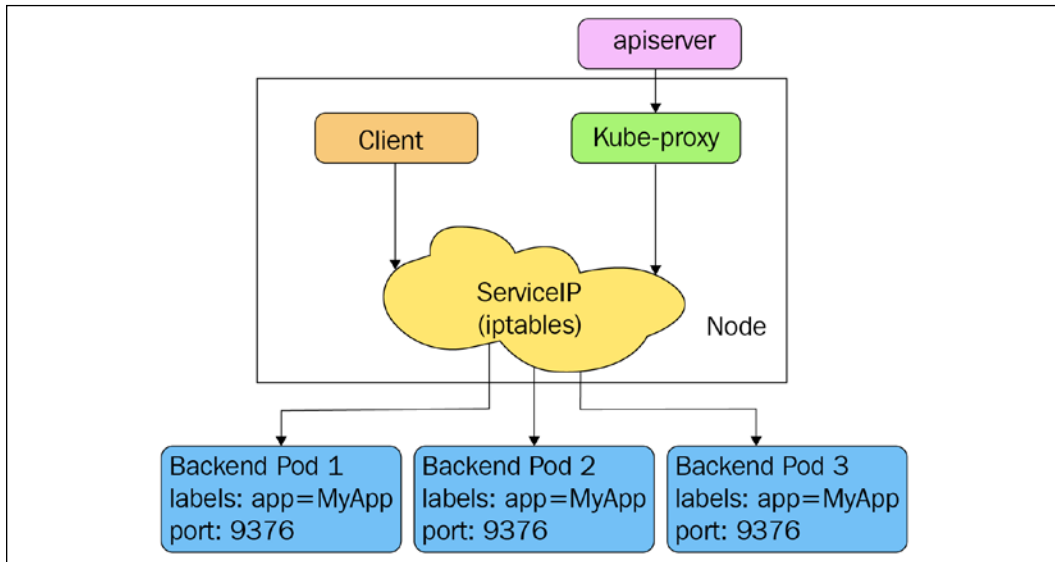 apiserver
Client
Kube-proxy
ServiceIP
(iptables)
Node
Backend Pod 1
labels: app=MyApp
port: 9376
Backend Pod 2
labels: app=MyApp
port: 9376
Backend Pod 3
labels: app=MyApp
port: 9376